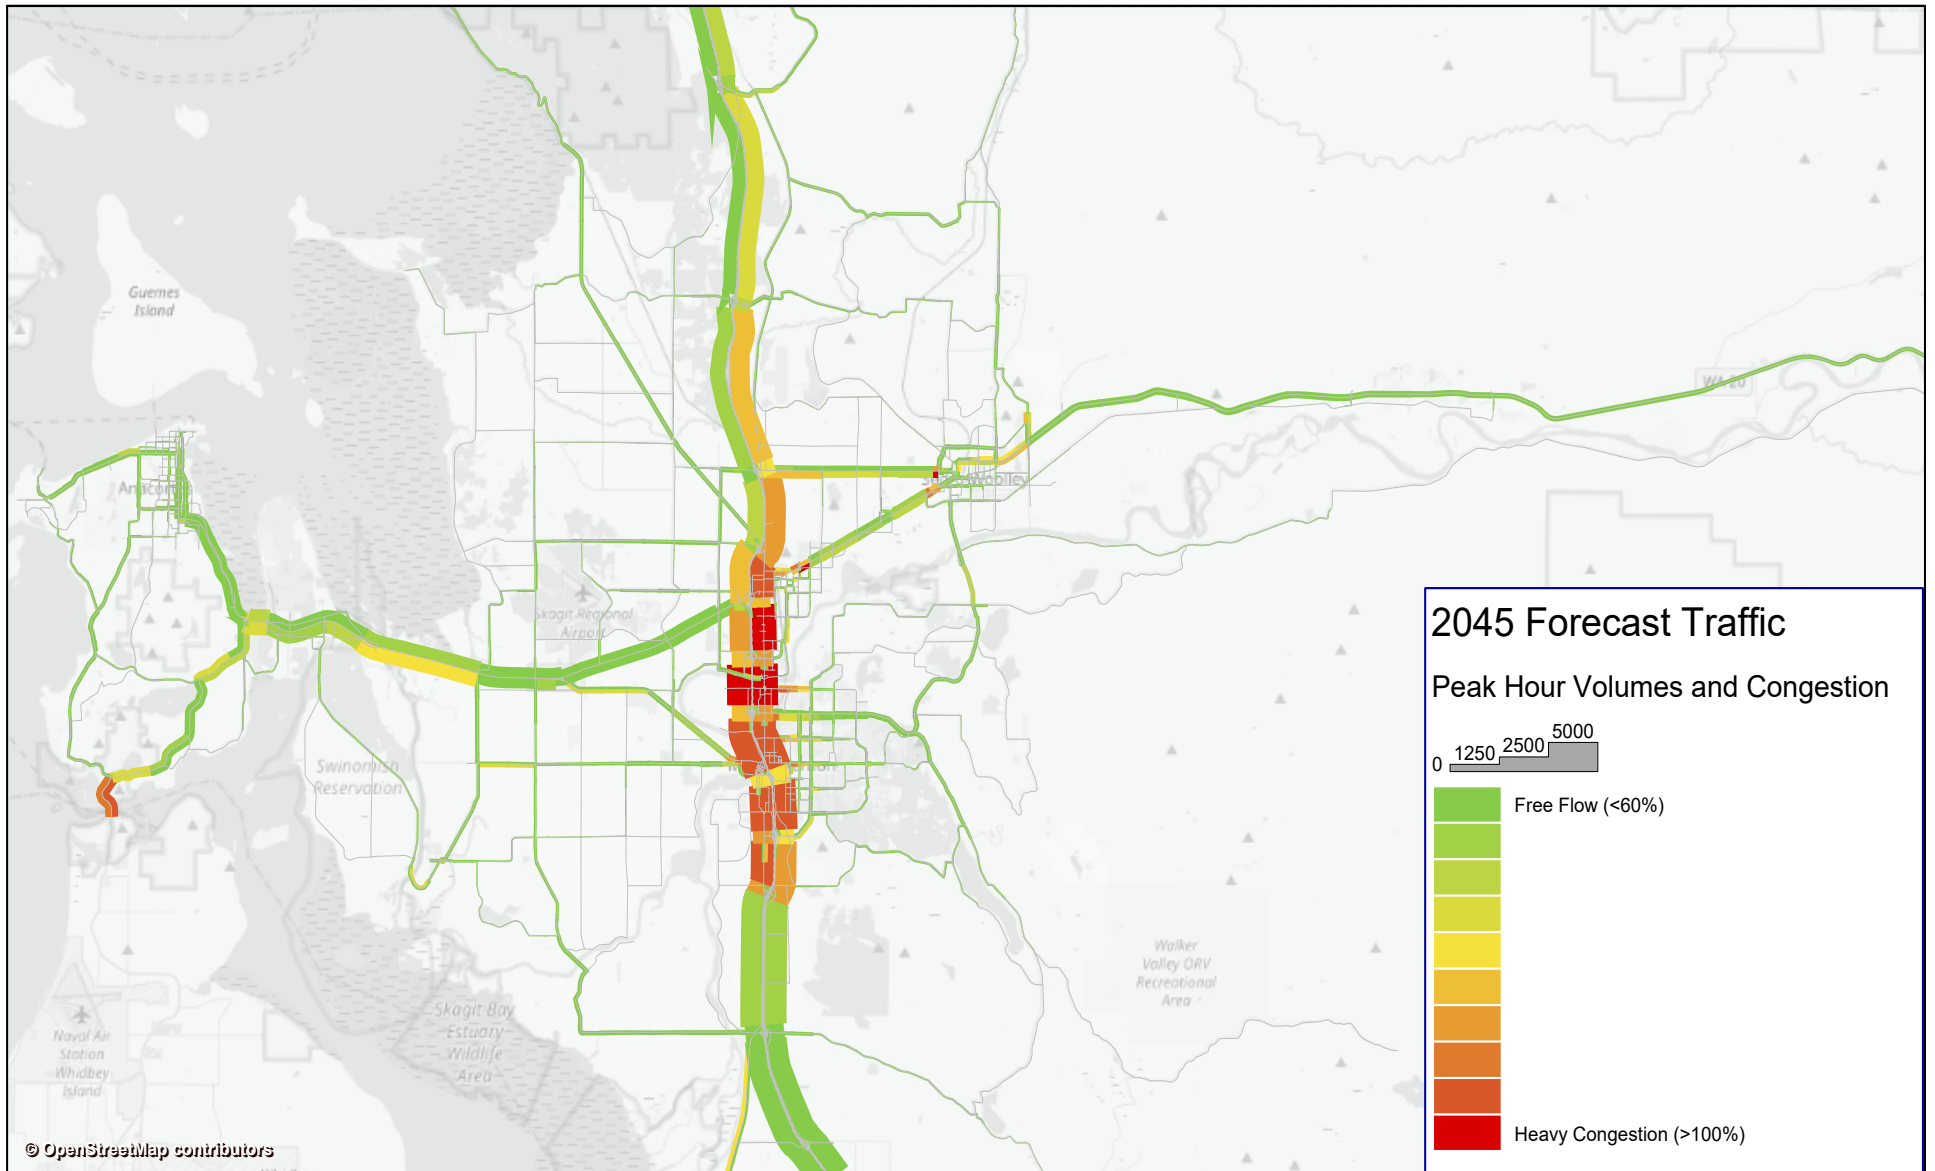 Guemes
Island
WA 20
Skagit Regional
Airport
Swinomish
Reservation
Walker
Valley ORV
Recreational
Area
Skagit Bay
Estuary
Wildlife
Area
Naval Air
Station
Whidbey
Island
© OpenStreetMap contributors
2045 Forecast Traffic
Peak Hour Volumes and Congestion
0 1250 2500 5000
Free Flow (<60%)
Heavy Congestion (>100%)